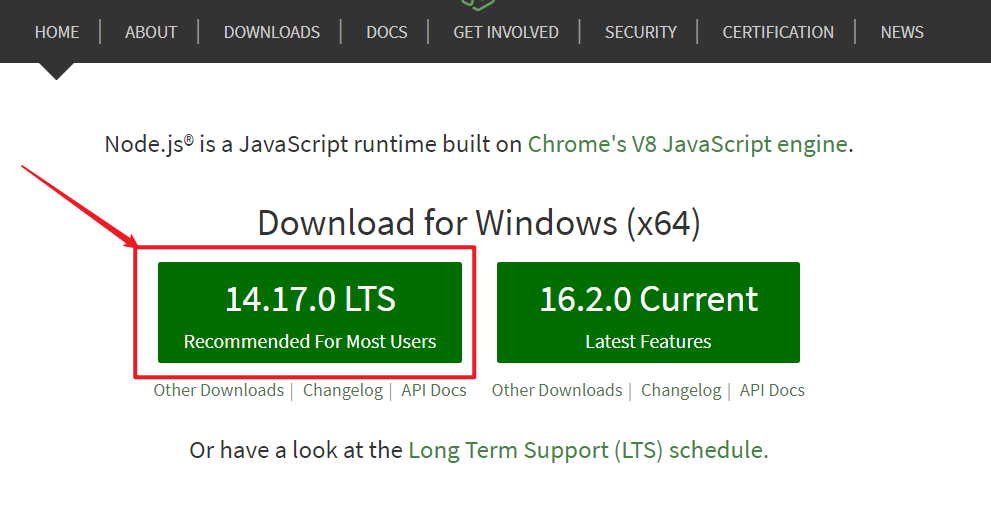 HOME | ABOUT | DOWNLOADS | DOCS | GET INVOLVED | SECURITY | CERTIFICATION | NEWS
Node.js® is a JavaScript runtime built on Chrome's V8 JavaScript engine.
Download for Windows (x64)
14.17.0 LTS
Recommended For Most Users
16.2.0 Current
Latest Features
Other Downloads | Changelog | API Docs
Other Downloads | Changelog | API Docs
Or have a look at the Long Term Support (LTS) schedule.